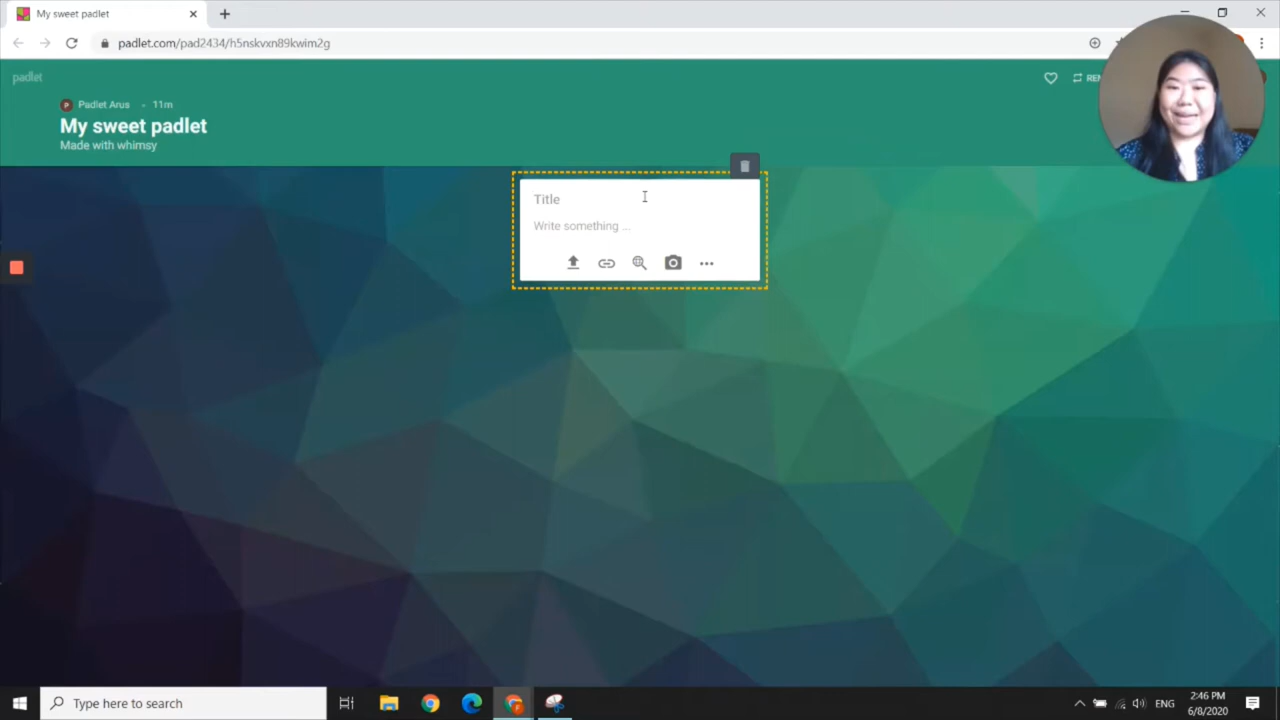 My sweet padlet
padlet.com/pad2434/h5nskvxn89kwim2g
padlet
P Padlet Arus - 11m
My sweet padlet
Made with whimsy
Title
Write something ...
Type here to search
ENG
2:46 PM
6/8/2020